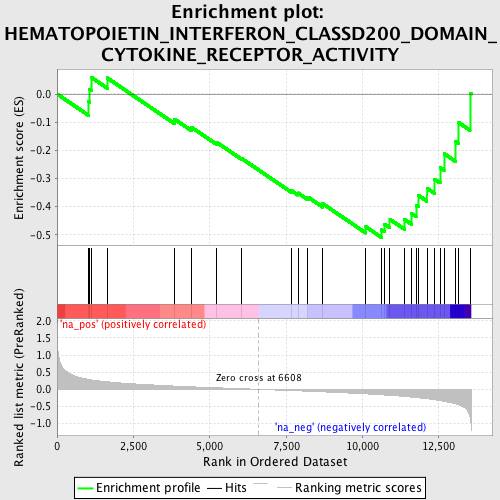 Enrichment plot:
HEMATOPOIETIN_INTERFERON_CLASSD200_DOMAIN_
CYTOKINE_RECEPTOR_ACTIVITY
Enrichment score (ES)
0.0
-0.1
-0.2
-0.3
-0.4
-0.5
Ranked list metric (PreRanked)
'na_pos' (positively correlated)
2.0
1.5
1.0
0.5
0.0
-0.5
-1.0
Zero cross at 6608
'na_neg' (negatively correlated)
0
2,500
5,000
7,500
10,000
12,500
Rank in Ordered Dataset
Enrichment profile
Hits
Ranking metric scores